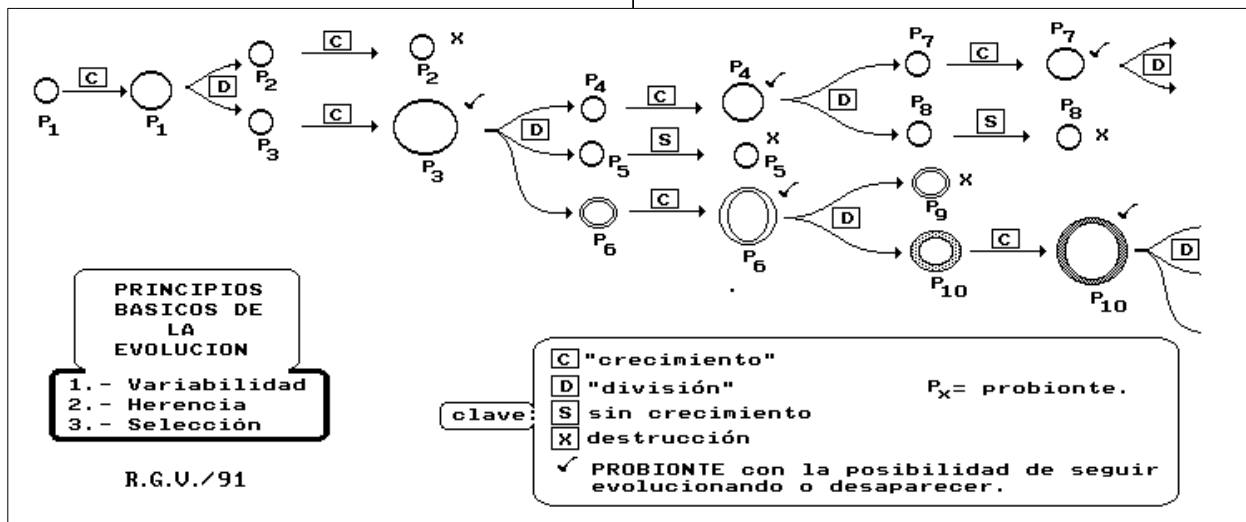 P1
C
P1
D
P2
P3
C
C
P2
X
P3
D
P4
P5
P6
C
S
C
P4
X
P5
P6
D
D
P7
P8
P9
X
P10
C
S
C
P7
P8
X
P10
D
D
PRINCIPIOS
BASICOS DE
LA
EVOLUCION
1.- Variabilidad
2.- Herencia
3.- Selección
R.G.V./91
clave
C "crecimiento"
D "división"
S sin crecimiento
X destrucción
✓ PROBIONTE con la posibilidad de seguir
evolucionando o desaparecer.
Px= probionte.